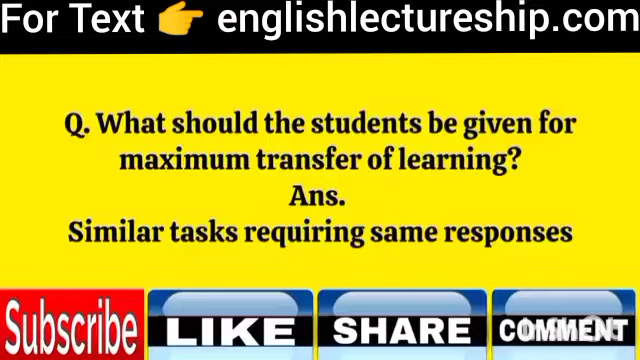 For Text 👉 englishlectureship.com
Q. What should the students be given for
maximum transfer of learning?
Ans.
Similar tasks requiring same responses
Subscribe
LIKE
SHARE
COMMENT